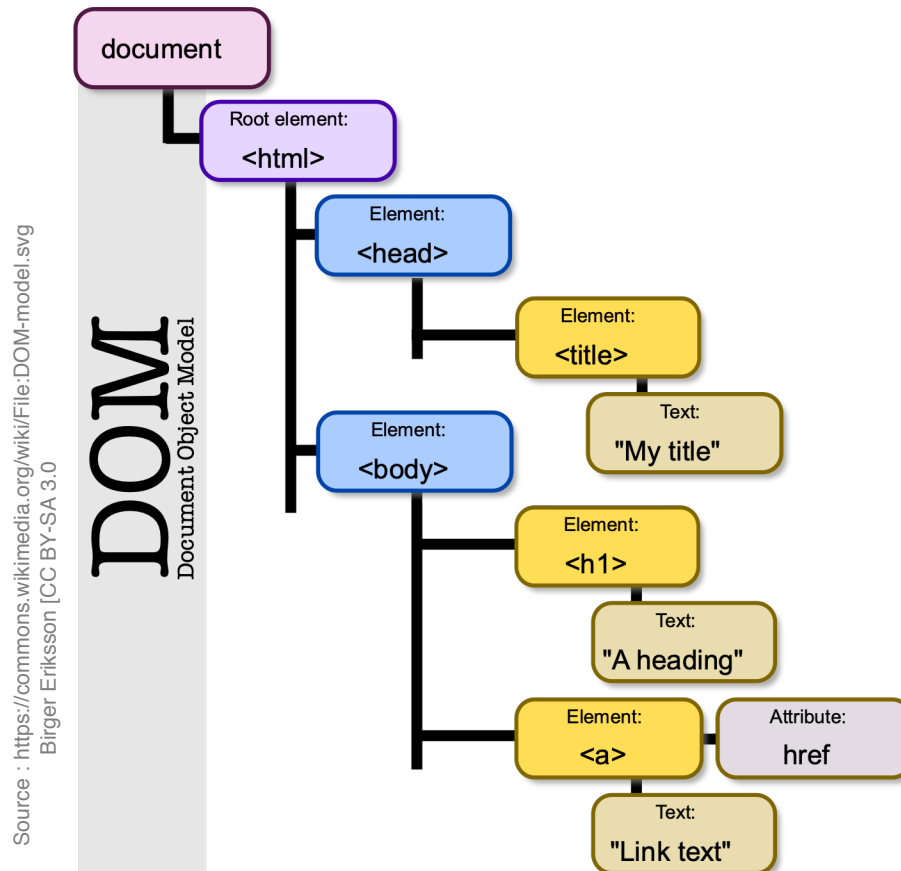 document
Root element:
<html>
Element:
<head>
Element:
<title>
Text:
"My title"
Element:
<body>
Element:
<h1>
Text:
"A heading"
Element:
<a>
Attribute:
href
Text:
"Link text"
DOM
Document Object Model
Source : https://commons.wikimedia.org/wiki/File:DOM-model.svg
Birger Eriksson [CC BY-SA 3.0